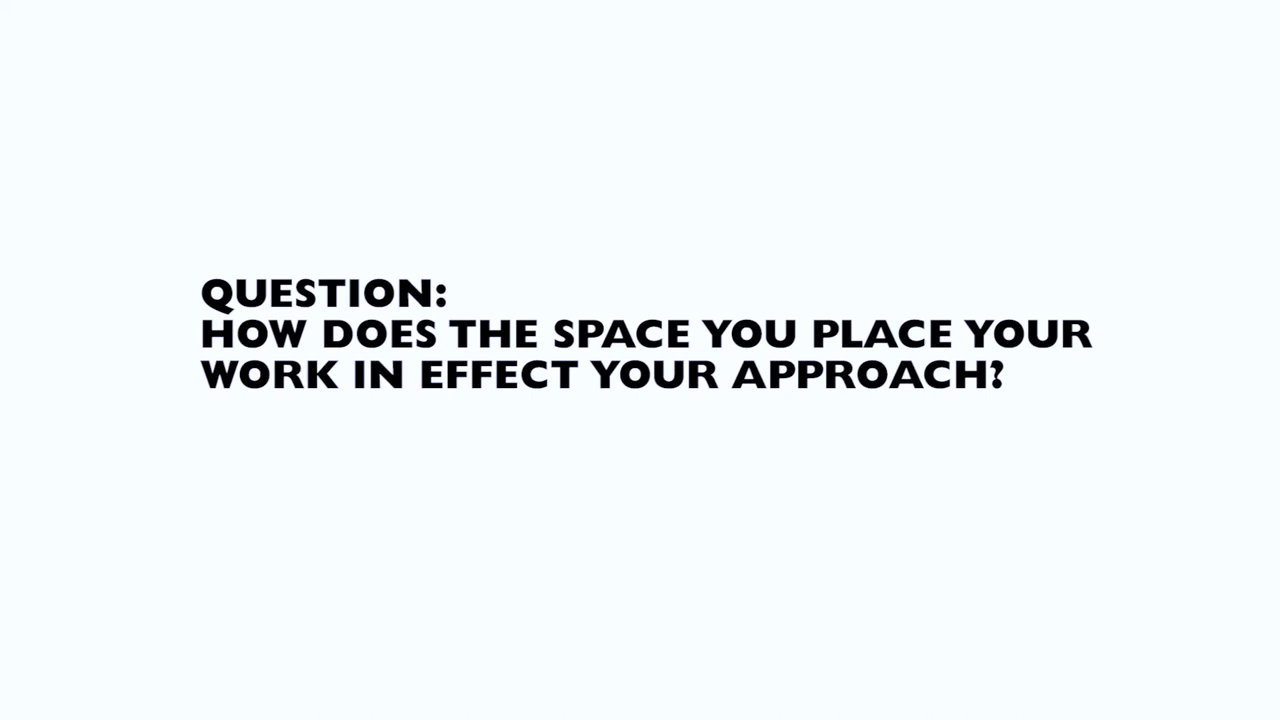 QUESTION:
HOW DOES THE SPACE YOU PLACE YOUR
WORK IN EFFECT YOUR APPROACH?